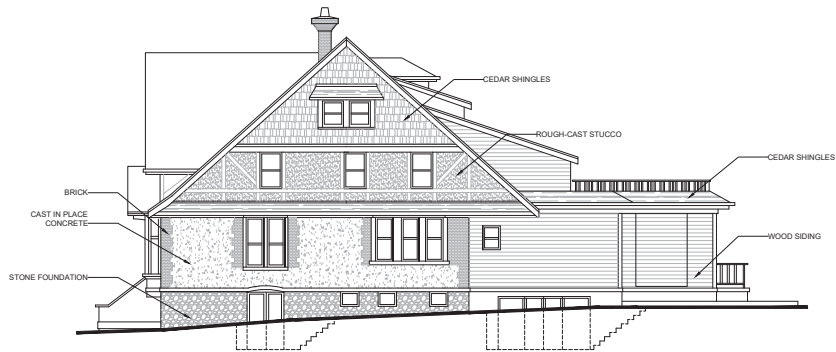 CEDAR SHINGLES
ROUGH-CAST STUCCO
CEDAR SHINGLES
BRICK
CAST IN PLACE
CONCRETE
WOOD SIDING
STONE FOUNDATION